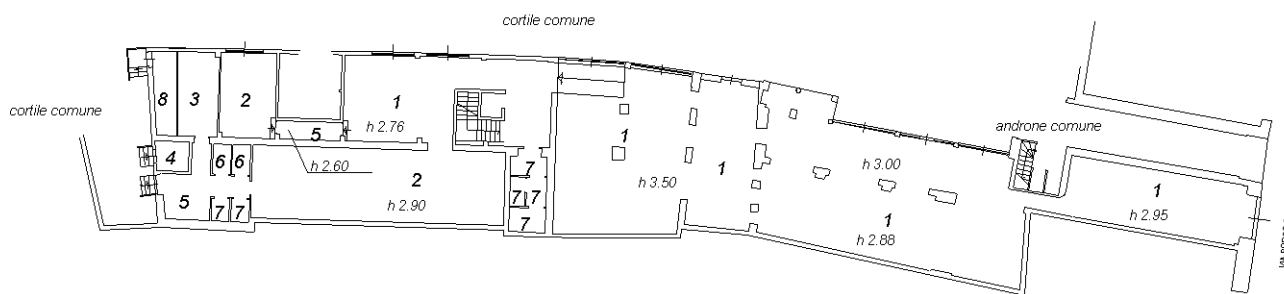 cortile comune
cortile comune
8
3
2
1
h 2.76
5
4
6 6
h 2.60
2
h 2.90
5
7 7
7
7 7
7
1
h 3.50
1
h 3.00
1
h 2.88
androne comune
1
h 2.95